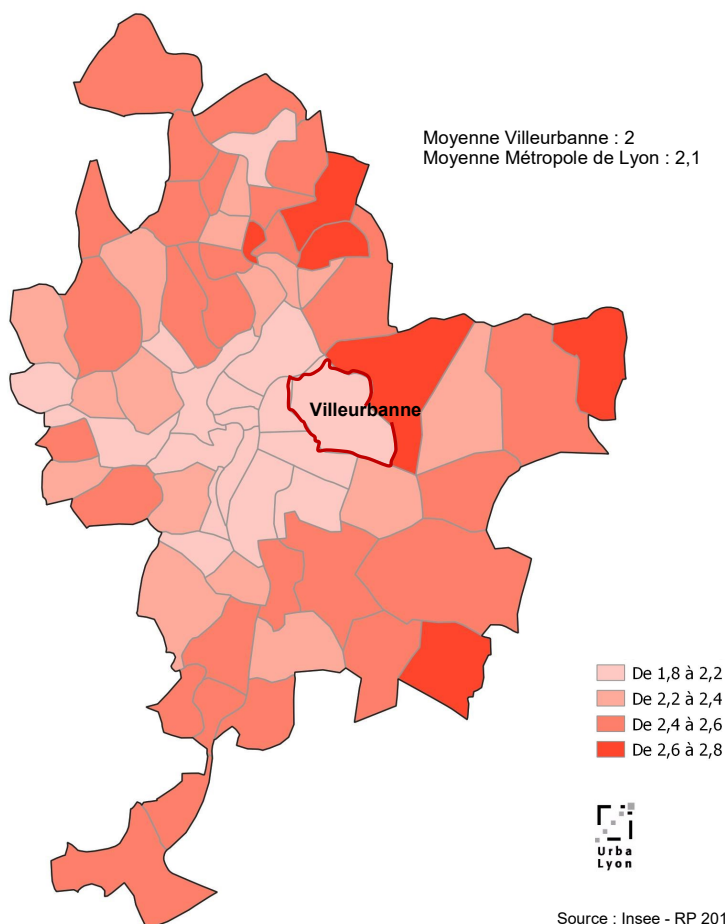 Moyenne Villeurbanne : 2
Moyenne Métropole de Lyon : 2,1
Villeurbanne
De 1,8 à 2,2
De 2,2 à 2,4
De 2,4 à 2,6
De 2,6 à 2,8
Urba
Lyon
Source : Insee - RP 201